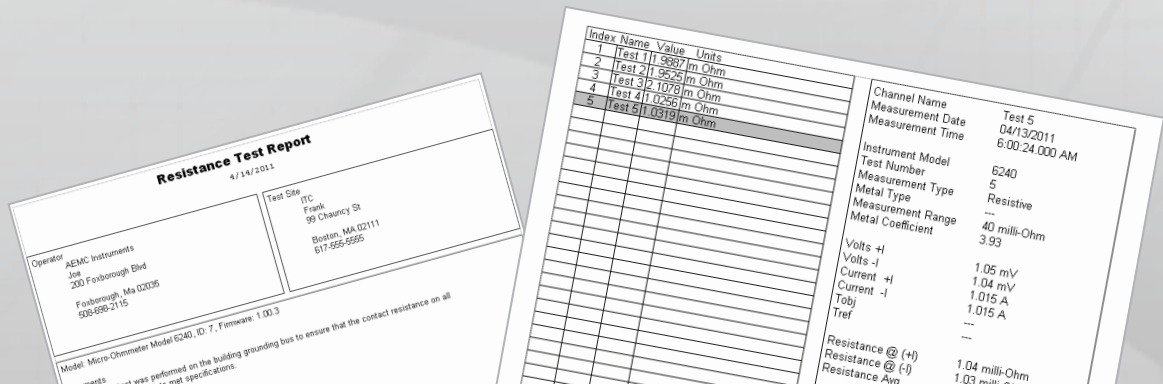 Resistance Test Report
4/14/2011
Operator
AEMC Instruments
Joe
200 Foxborough Blvd
Foxborough, Ma 02035
508-698-2115
Test Site
ITC
Frank
99 Chauncy St
Boston, MA 02111
617-555-5555
Model: Micro-Ohmmeter Model 6240, ID: 7, Firmware: 1.00.3
was performed on the building grounding bus to ensure that the contact resistance on all
met specifications.
Index Name Value Units
1 Test 1 1.9887 m Ohm
2 Test 2 1.9525 m Ohm
3 Test 3 2.1078 m Ohm
4 Test 4 1.0256 m Ohm
5 Test 5 1.0319 m Ohm
Channel Name Test 5
Measurement Date 04/13/2011
Measurement Time 6:00:24.000 AM
Instrument Model 6240
Test Number 5
Measurement Type Resistive
Metal Type ---
Measurement Range 40 milli-Ohm
Metal Coefficient 3.93
Volts +I 1.05 mV
Volts -I 1.04 mV
Current +I 1.015 A
Current -I 1.015 A
Tobj ---
Tref ---
Resistance @ (+I) 1.04 milli-Ohm
Resistance @ (-I) 1.03 milli-Ohm
Resistance Avg